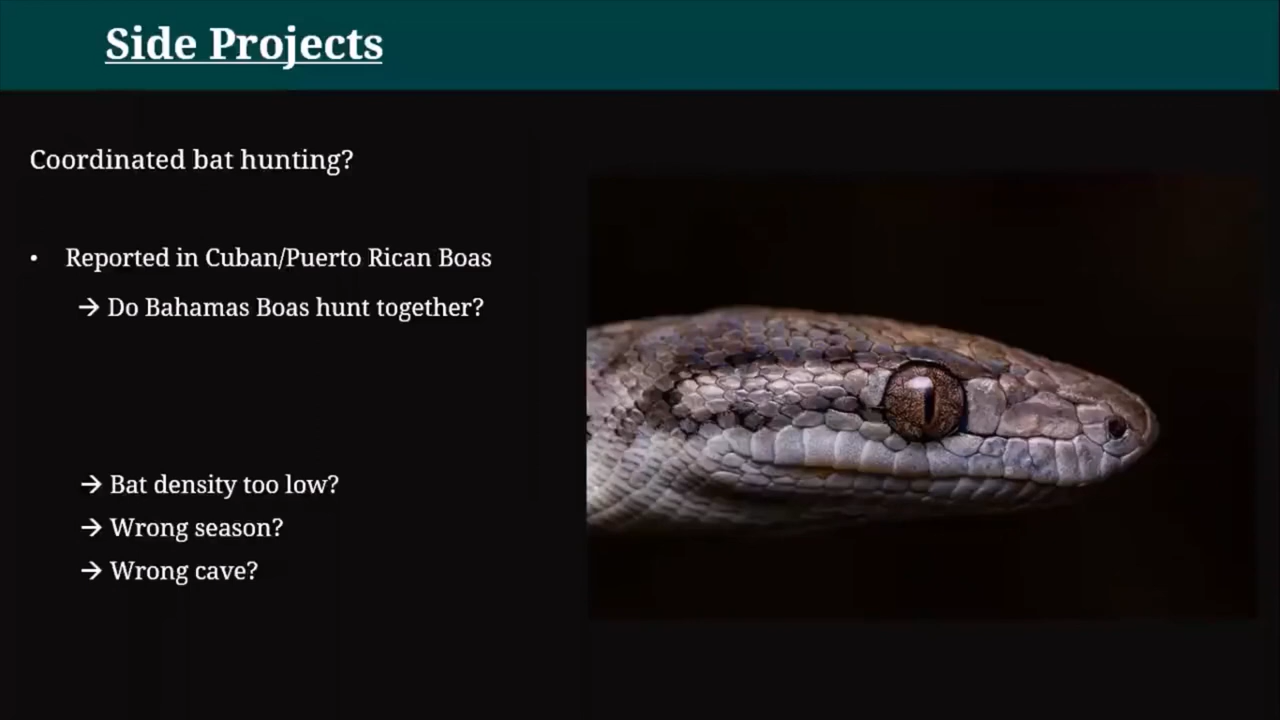 Side Projects
Coordinated bat hunting?
• Reported in Cuban/Puerto Rican Boas
→ Do Bahamas Boas hunt together?
→ Bat density too low?
→ Wrong season?
→ Wrong cave?